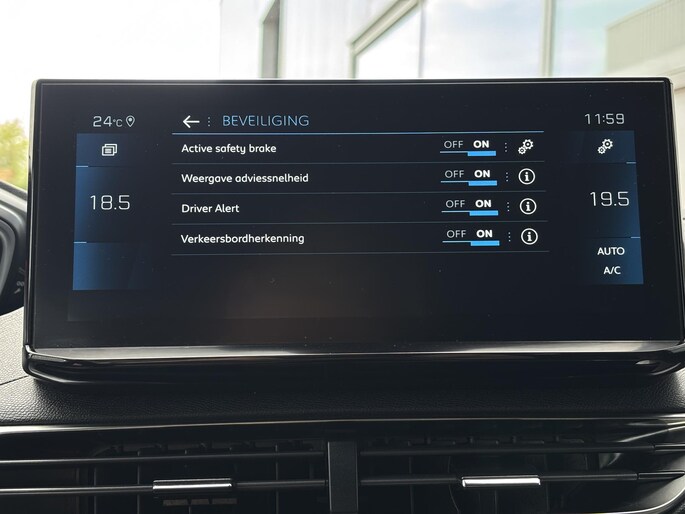 24°C BEVEILIGING 11:59
Active safety brake OFF ON
Weergave adviessnelheid OFF ON
18.5 Driver Alert OFF ON 19.5
Verkeersbordherkenning OFF ON
AUTO
A/C